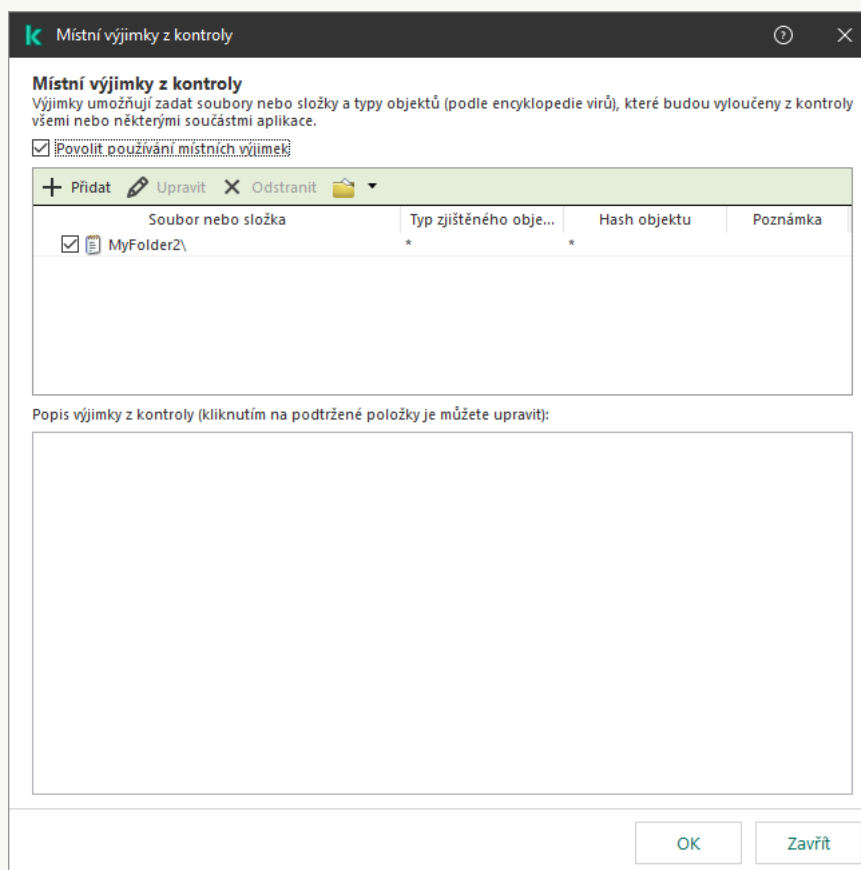 Místní výjimky z kontroly
Místní výjimky z kontroly
Výjimky umožňují zadat soubory nebo složky a typy objektů (podle encyklopedie virů), které budou vyloučeny z kontroly
všemi nebo některými součástmi aplikace.
Povolit používání místních výjimek
Přidat Upravit Odstranit
Soubor nebo složka Typ zjištěného obje... Hash objektu Poznámka
MyFolder2\ * *
Popis výjimky z kontroly (kliknutím na podtržené položky je můžete upravit):
OK Zavřít